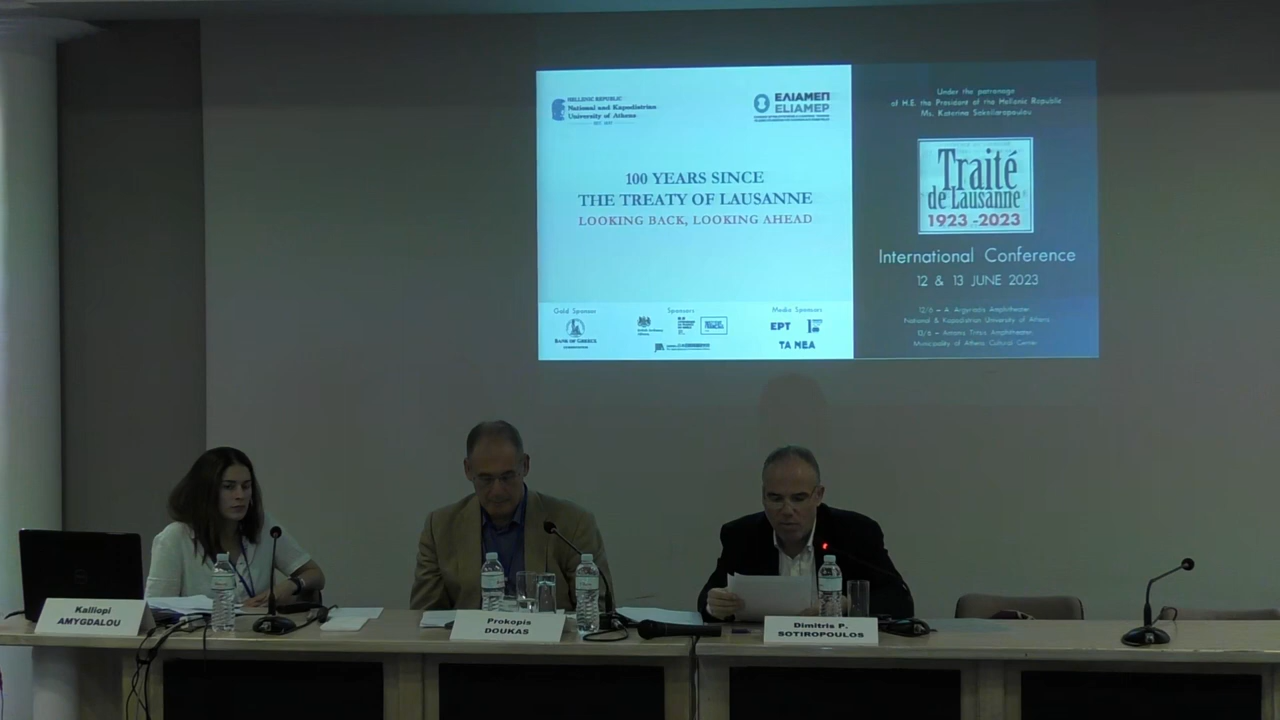 HELLENIC REPUBLIC
National and Kapodistrian
University of Athens
ΕΛΙΑΜΕΠ
ELIAMEP
100 YEARS SINCE
THE TREATY OF LAUSANNE
LOOKING BACK, LOOKING AHEAD
Gold Sponsor
BANK OF GREECE
Sponsors
Media Sponsors
ΕΡΤ
ΤΑ ΝΕΑ
Under the patronage
of H.E. the President of the Hellenic Republic
Ms. Katerina Sakellaropoulou
Traité
de Lausanne
1923-2023
International Conference
12 & 13 JUNE 2023
12/6 – A. Argyriadis Amphitheater,
National & Kapodistrian University of Athens
13/6 – Antonis Tritsis Amphitheater,
Municipality of Athens Cultural Center
Kalliopi
AMYGDALOU
Prokopis
DOUKAS
Dimitris P.
SOTIROPOULOS